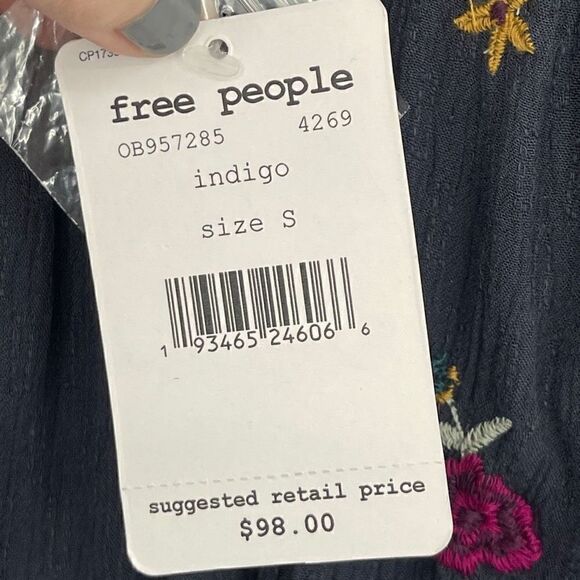 free people
OB957285 4269
indigo
size S
1 93465 24606 6
suggested retail price
$98.00